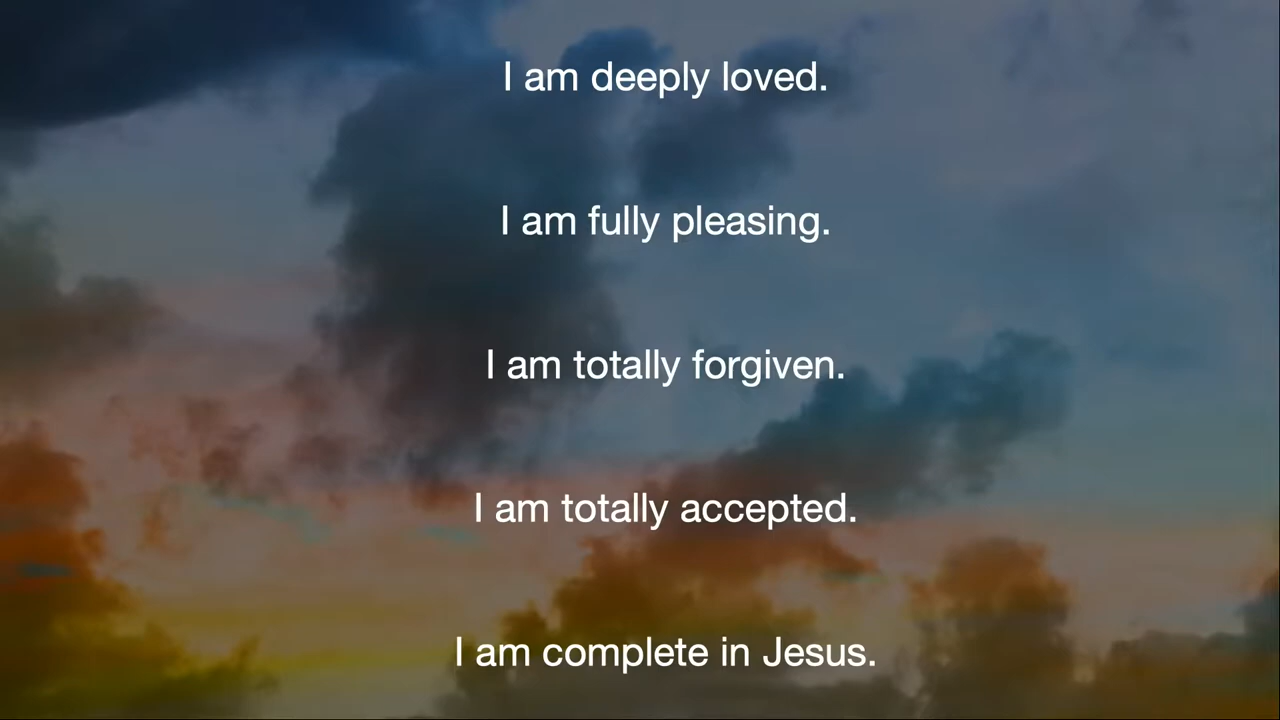 I am deeply loved.
I am fully pleasing.
I am totally forgiven.
I am totally accepted.
I am complete in Jesus.